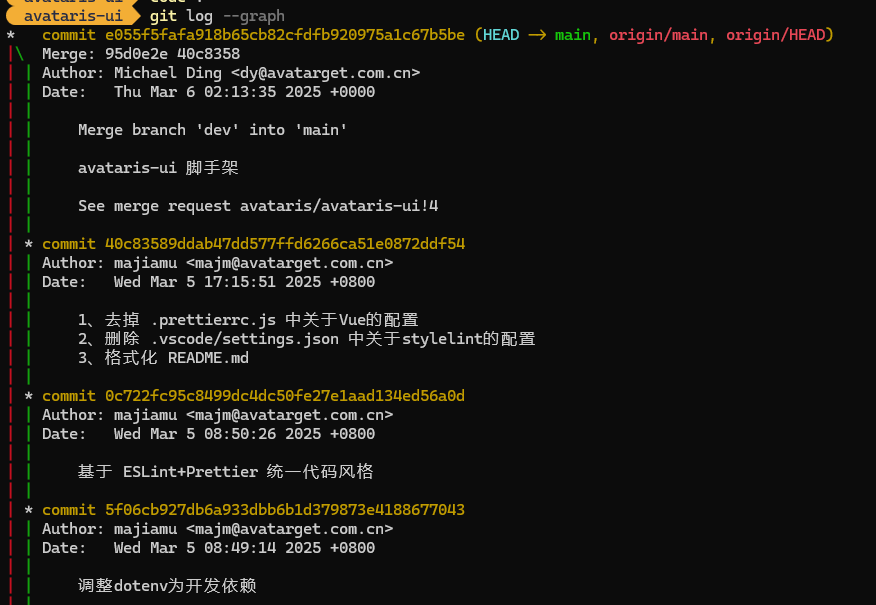 avataris-ui git log --graph
* commit e055f5fafa918b65cb82cfdfb920975a1c67b5be (HEAD -> main, origin/main, origin/HEAD)
|\ Merge: 95d0e2e 40c8358
| | Author: Michael Ding <dy@avatarget.com.cn>
| | Date: Thu Mar 6 02:13:35 2025 +0000
| |
| | Merge branch 'dev' into 'main'
| |
| | avataris-ui 脚手架
| |
| | See merge request avataris/avataris-ui!4
| |
| * commit 40c83589ddab47dd577ffd6266ca51e0872ddf54
| | Author: majiamu <majm@avatarget.com.cn>
| | Date: Wed Mar 5 17:15:51 2025 +0800
| |
| | 1、去掉 .prettierrc.js 中关于Vue的配置
| | 2、删除 .vscode/settings.json 中关于stylelint的配置
| | 3、格式化 README.md
| |
| * commit 0c722fc95c8499dc4dc50fe27e1aad134ed56a0d
| | Author: majiamu <majm@avatarget.com.cn>
| | Date: Wed Mar 5 08:50:26 2025 +0800
| |
| | 基于 ESLint+Prettier 统一代码风格
| |
| * commit 5f06cb927db6a933dbb6b1d379873e4188677043
| | Author: majiamu <majm@avatarget.com.cn>
| | Date: Wed Mar 5 08:49:14 2025 +0800
| |
| | 调整dotenv为开发依赖